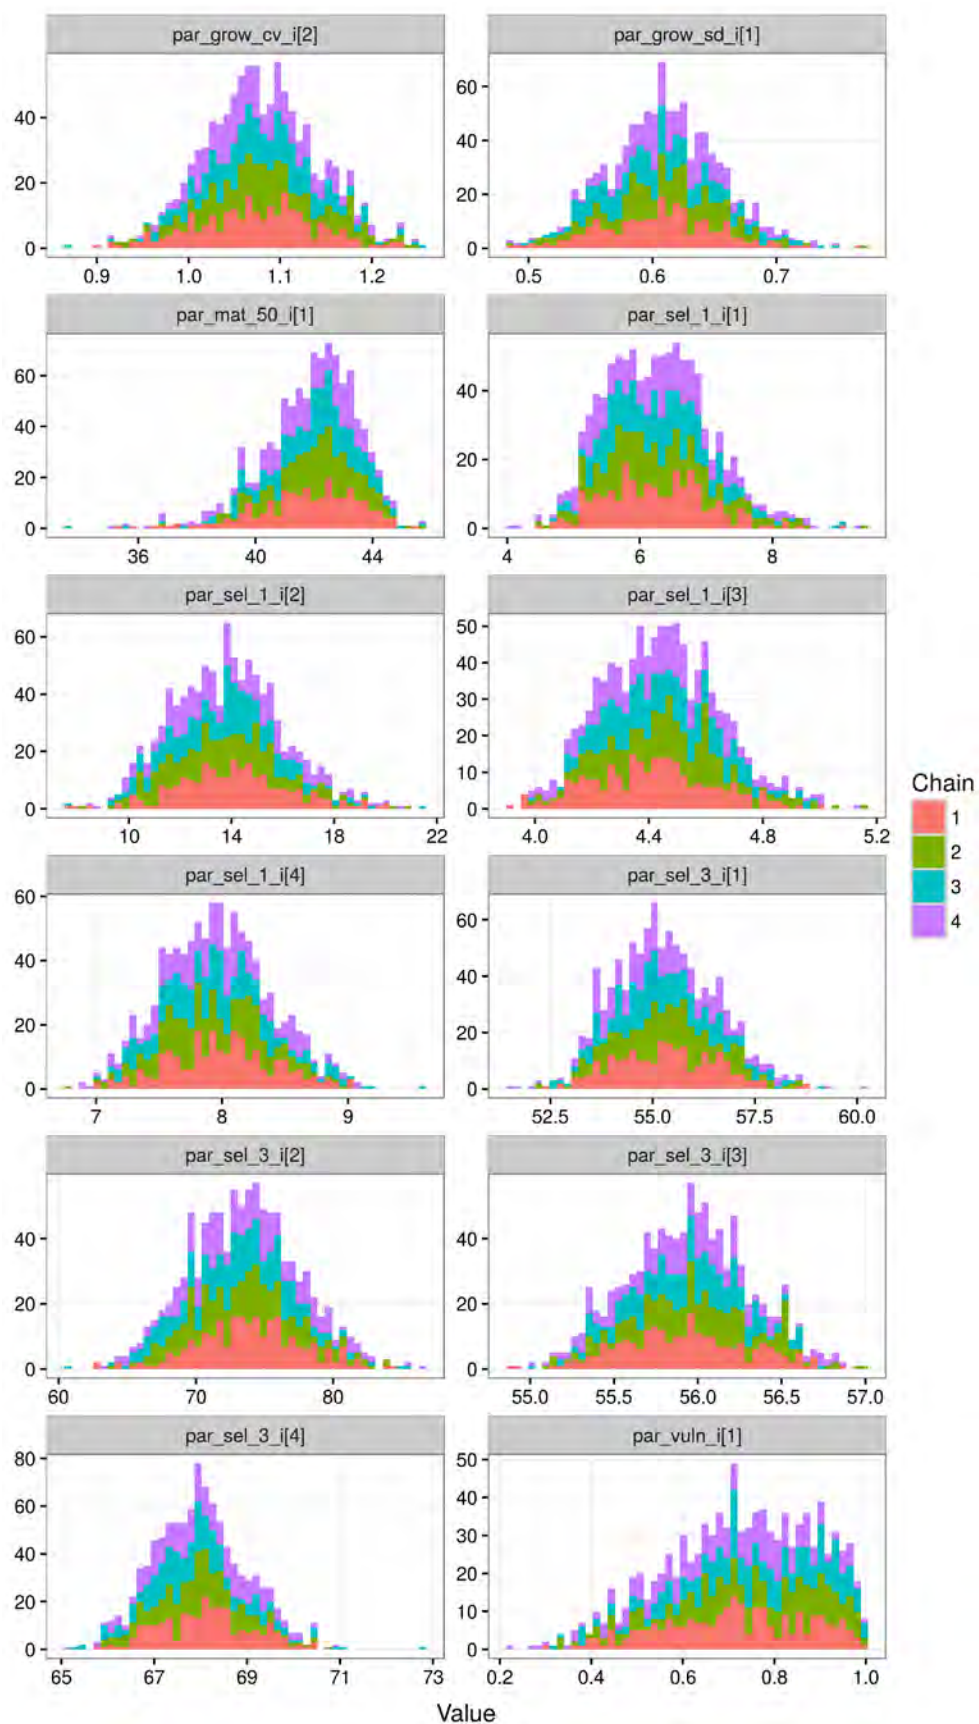 par_grow_cv_i[2] par_grow_sd_i[1]
60
40 40
20 20
0 0
0.9 1.0 1.1 1.2 0.5 0.6 0.7
par_mat_50_i[1] par_sel_1_i[1]
60
40 40
20 20
0 0
36 40 44 4 6 8
par_sel_1_i[2] par_sel_1_i[3]
60 50
40 40
30
20 20
10
0 0
10 14 18 22 4.0 4.4 4.8 5.2
Chain
1
2
3
4
par_sel_1_i[4] par_sel_3_i[1]
60 60
40 40
20 20
0 0
7 8 9 52.5 55.0 57.5 60.0
par_sel_3_i[2] par_sel_3_i[3]
40 40
20 20
0 0
60 70 80 55.0 55.5 56.0 56.5 57.0
par_sel_3_i[4] par_vuln_i[1]
80 50
60 40
40 30
20 20
10
0 0
65 67 69 71 73 0.2 0.4 0.6 0.8 1.0
Value